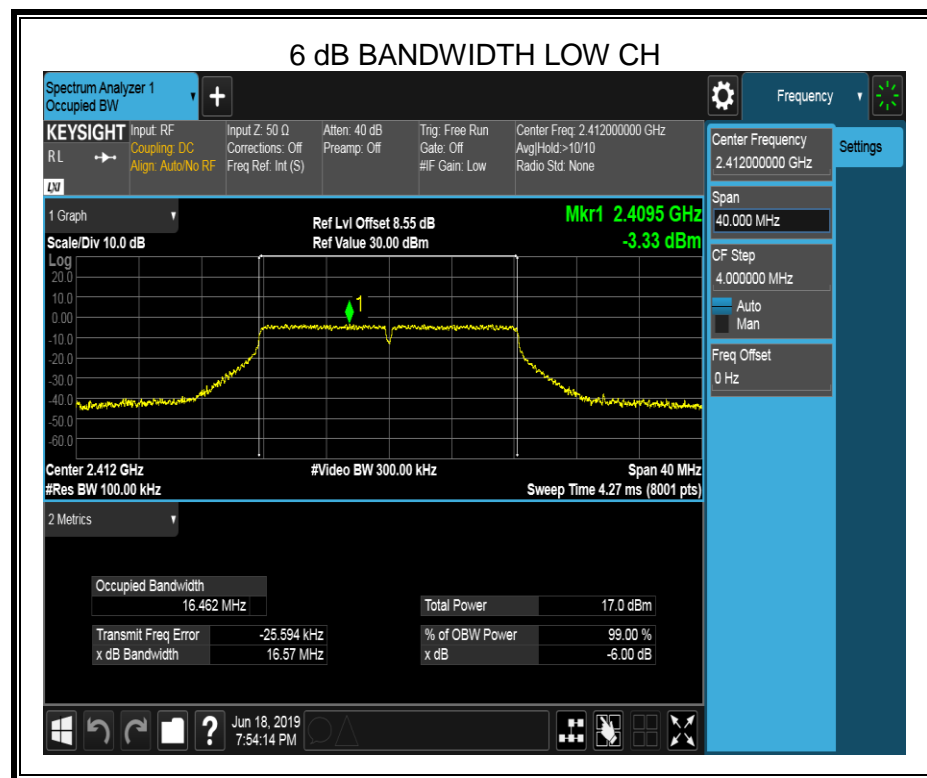 6 dB BANDWIDTH LOW CH
Spectrum Analyzer 1
Occupied BW
+
Frequency
KEYSIGHT
RL
LXI
Input: RF
Coupling: DC
Align: Auto/No RF
Input Z: 50 Ω
Corrections: Off
Freq Ref: Int (S)
Atten: 40 dB
Preamp: Off
Trig: Free Run
Gate: Off
#IF Gain: Low
Center Freq: 2.412000000 GHz
Avg|Hold:>10/10
Radio Std: None
Center Frequency
2.412000000 GHz
Settings
Span
40.000 MHz
CF Step
4.000000 MHz
Auto
Man
Freq Offset
0 Hz
1 Graph
Scale/Div 10.0 dB
Ref Lvl Offset 8.55 dB
Ref Value 30.00 dBm
Mkr1 2.4095 GHz
-3.33 dBm
Log
20.0
10.0
0.00
-10.0
-20.0
-30.0
-40.0
-50.0
-60.0
1
Center 2.412 GHz
#Res BW 100.00 kHz
#Video BW 300.00 kHz
Span 40 MHz
Sweep Time 4.27 ms (8001 pts)
2 Metrics
Occupied Bandwidth
16.462 MHz
Total Power 17.0 dBm
Transmit Freq Error -25.594 kHz
% of OBW Power 99.00 %
x dB Bandwidth 16.57 MHz
x dB -6.00 dB
?
Jun 18, 2019
7:54:14 PM